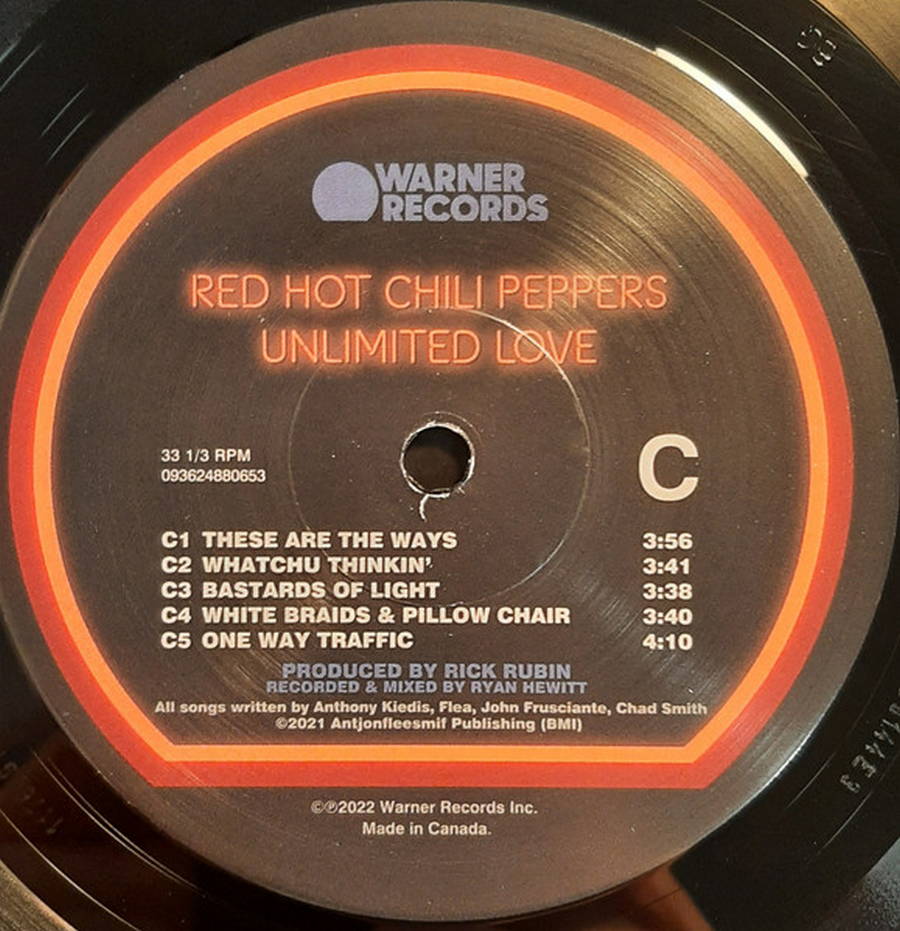 WARNER
RECORDS
RED HOT CHILI PEPPERS
UNLIMITED LOVE
33 1/3 RPM
093624880653
C
C1 THESE ARE THE WAYS 3:56
C2 WHATCHU THINKIN' 3:41
C3 BASTARDS OF LIGHT 3:38
C4 WHITE BRAIDS & PILLOW CHAIR 3:40
C5 ONE WAY TRAFFIC 4:10
PRODUCED BY RICK RUBIN
RECORDED & MIXED BY RYAN HEWITT
All songs written by Anthony Kiedis, Flea, John Frusciante, Chad Smith
©2021 Antjonfleesmif Publishing (BMI)
©℗2022 Warner Records Inc.
Made in Canada.